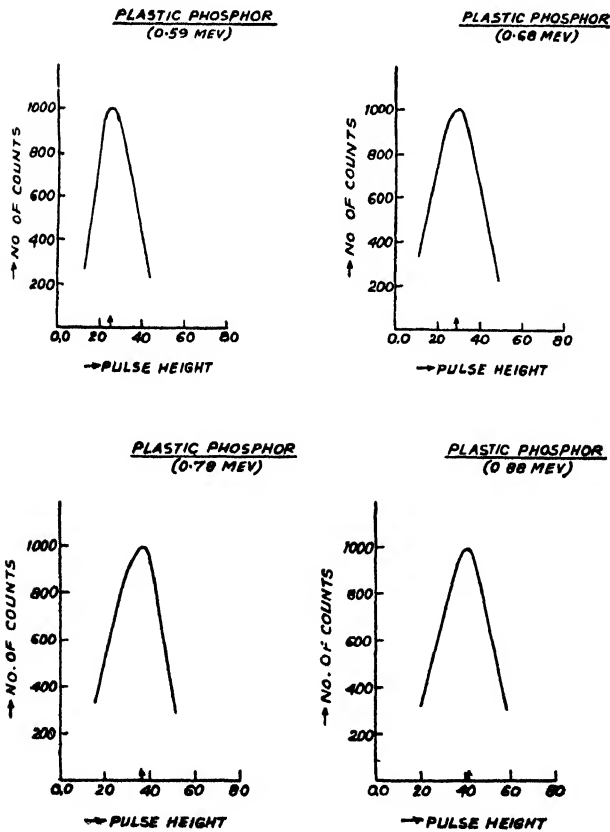 PLASTIC PHOSPHOR
(0.59 MEV)
1000
800
600
400
200
→NO OF COUNTS
0.0 20 40 60 80
→PULSE HEIGHT
PLASTIC PHOSPHOR
(0.68 MEV)
1000
800
600
400
200
→NO OF COUNTS
0.0 20 40 60 80
→PULSE HEIGHT
PLASTIC PHOSPHOR
(0.78 MEV)
1000
800
600
400
200
→NO. OF COUNTS
0.0 20 40 60 80
→PULSE HEIGHT
PLASTIC PHOSPHOR
(0 88 MEV)
1000
800
600
400
200
→NO. OF COUNTS
0.0 20 40 60 80
→PULSE HEIGHT